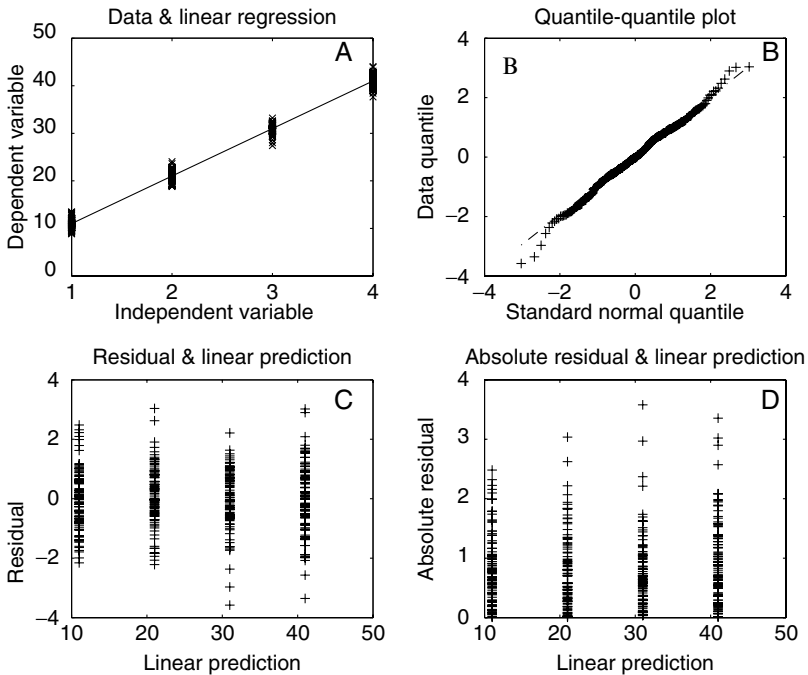 Data & linear regression
A
50
40
30
20
10
0
Dependent variable
1
2
3
4
Independent variable
Quantile-quantile plot
B
B
4
2
0
−2
−4
Data quantile
−4
−2
0
2
4
Standard normal quantile
Residual & linear prediction
C
4
2
0
−2
−4
Residual
10
20
30
40
50
Linear prediction
Absolute residual & linear prediction
D
4
3
2
1
0
Absolute residual
10
20
30
40
50
Linear prediction